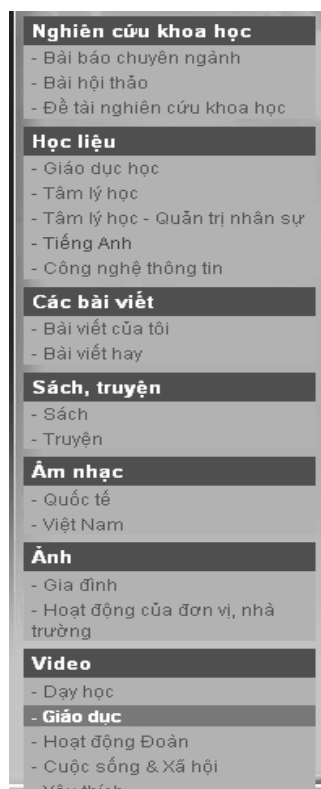 Nghiên cứu khoa học
- Bài báo chuyên ngành
- Bài hội thảo
- Đề tài nghiên cứu khoa học
Học liệu
- Giáo dục học
- Tâm lý học
- Tâm lý học - Quản trị nhân sự
- Tiếng Anh
- Công nghệ thông tin
Các bài viết
- Bài viết của tôi
- Bài viết hay
Sách, truyện
- Sách
- Truyện
Âm nhạc
- Quốc tế
- Việt Nam
Ảnh
- Gia đình
- Hoạt động của đơn vị, nhà
trường
Video
- Dạy học
- Giáo dục
- Hoạt động Đoàn
- Cuộc sống & Xã hội